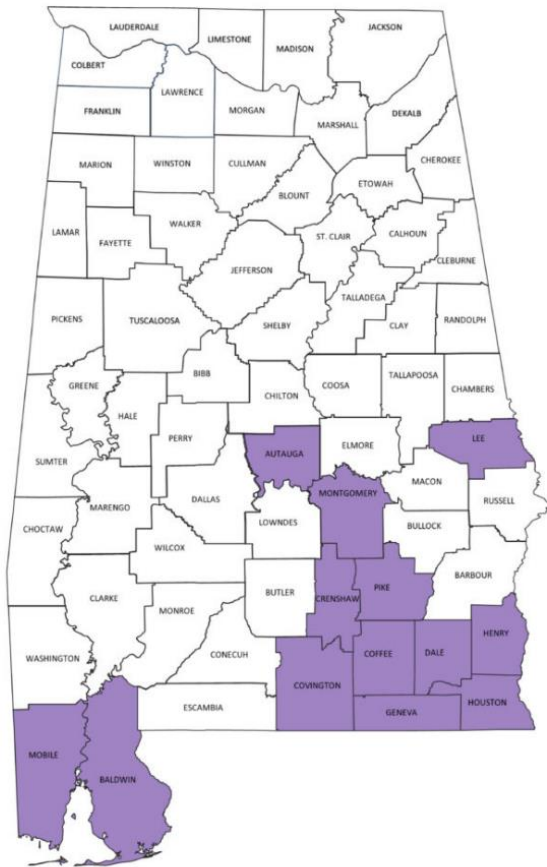 LAUDERDALE
LIMESTONE
MADISON
JACKSON
COLBERT
LAWRENCE
FRANKLIN
MORGAN
MARSHALL
DEKALB
MARION
WINSTON
CULLMAN
CHEROKEE
BLOUNT
ETOWAH
LAMAR
FAYETTE
WALKER
ST. CLAIR
CALHOUN
CLEBURNE
JEFFERSON
TALLADEGA
PICKENS
TUSCALOOSA
SHELBY
CLAY
RANDOLPH
BIBB
GREENE
HALE
CHILTON
COOSA
TALLAPOOSA
CHAMBERS
PERRY
AUTAUGA
ELMORE
LEE
SUMTER
MACON
MONTGOMERY
RUSSELL
CHOCTAW
MARENGO
DALLAS
LOWNDES
BULLOCK
WILCOX
CLARKE
MONROE
BUTLER
CRENSHAW
PIKE
BARBOUR
WASHINGTON
CONECUH
COVINGTON
COFFEE
DALE
HENRY
ESCAMBIA
GENEVA
HOUSTON
MOBILE
BALDWIN